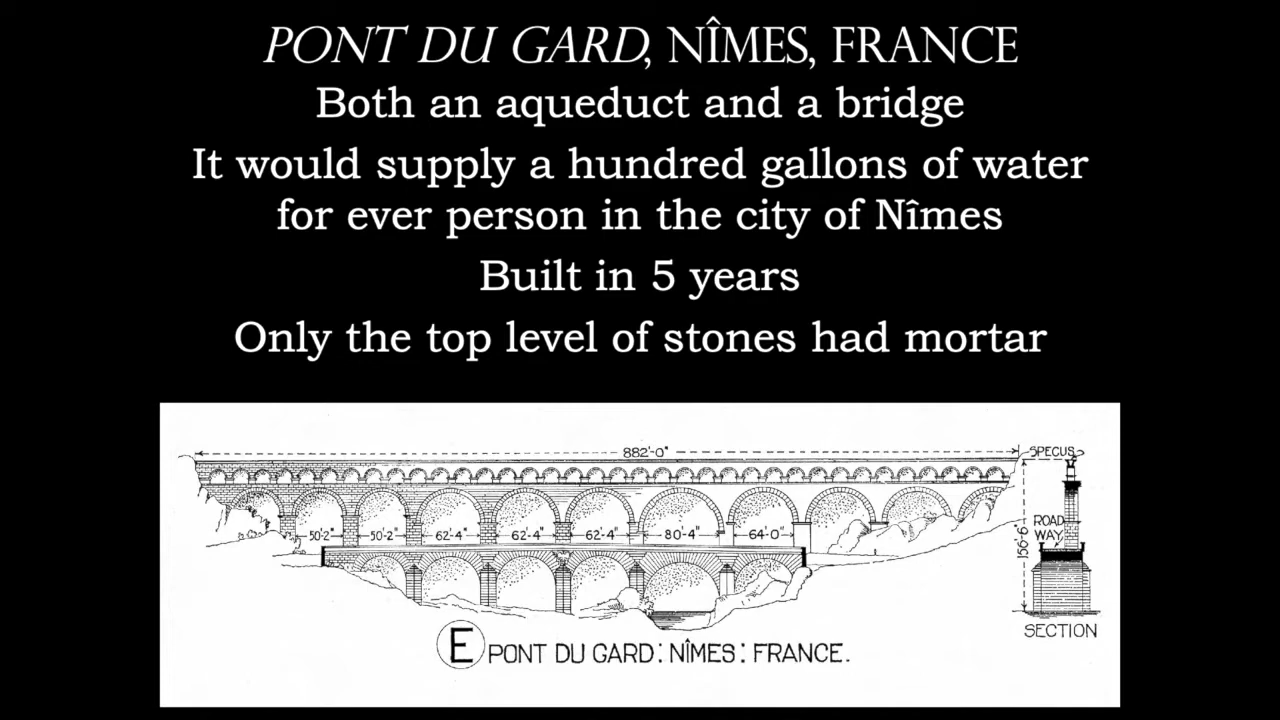 PONT DU GARD, NÎMES, FRANCE
Both an aqueduct and a bridge
It would supply a hundred gallons of water
for ever person in the city of Nîmes
Built in 5 years
Only the top level of stones had mortar
882'-0"
SPECUS
50'-2" 50'-2" 62'-4" 62'-4" 62'-4" 80'-4" 64'-0"
ROAD
WAY
156'-6"
SECTION
E PONT DU GARD: NÎMES: FRANCE.